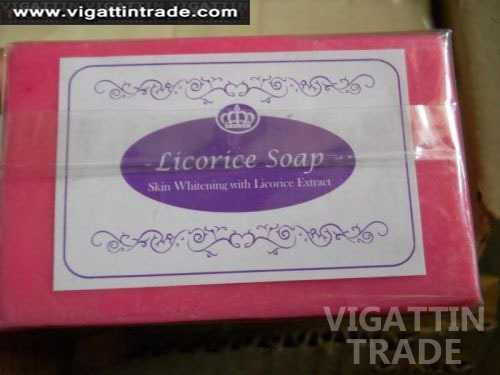 www.vigattintrade.com
Licorice Soap
Skin Whitening with Licorice Extract
VIGATTIN
TRADE